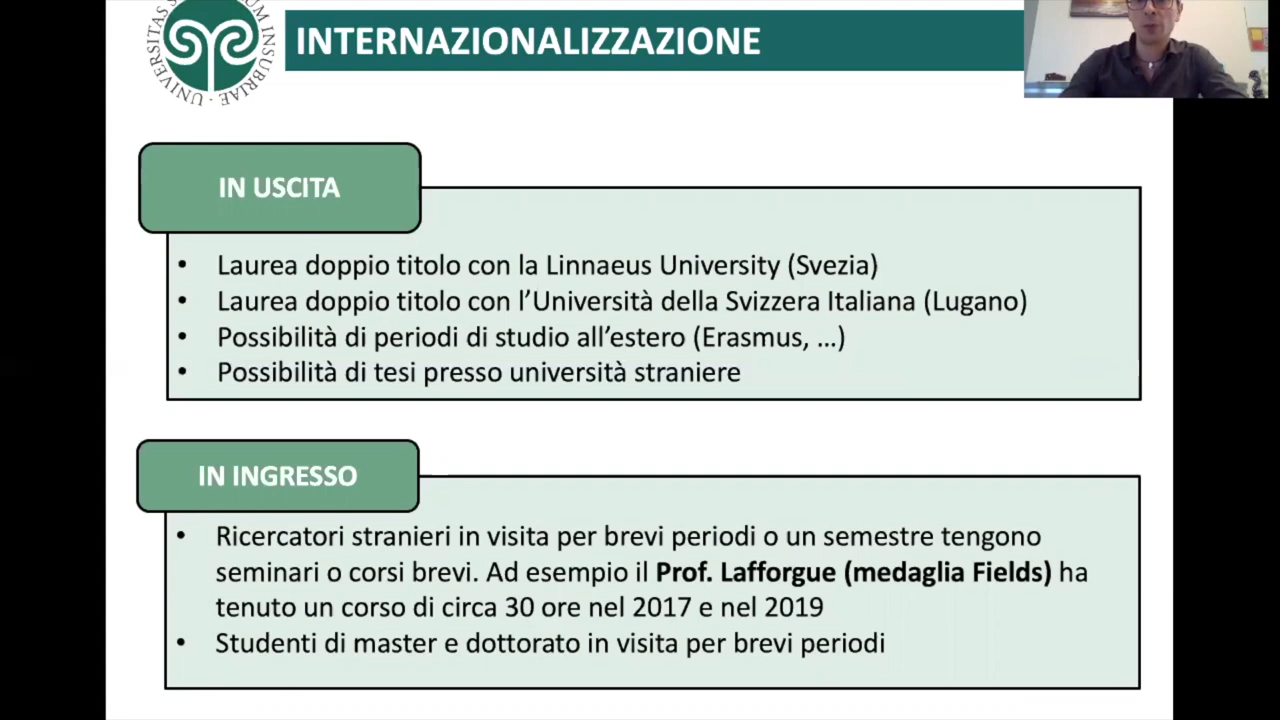 UNIVERSITAS S UM INSUBRIAE
INTERNAZIONALIZZAZIONE
IN USCITA
• Laurea doppio titolo con la Linnaeus University (Svezia)
• Laurea doppio titolo con l’Università della Svizzera Italiana (Lugano)
• Possibilità di periodi di studio all’estero (Erasmus, …)
• Possibilità di tesi presso università straniere
IN INGRESSO
• Ricercatori stranieri in visita per brevi periodi o un semestre tengono
seminari o corsi brevi. Ad esempio il Prof. Lafforgue (medaglia Fields) ha
tenuto un corso di circa 30 ore nel 2017 e nel 2019
• Studenti di master e dottorato in visita per brevi periodi